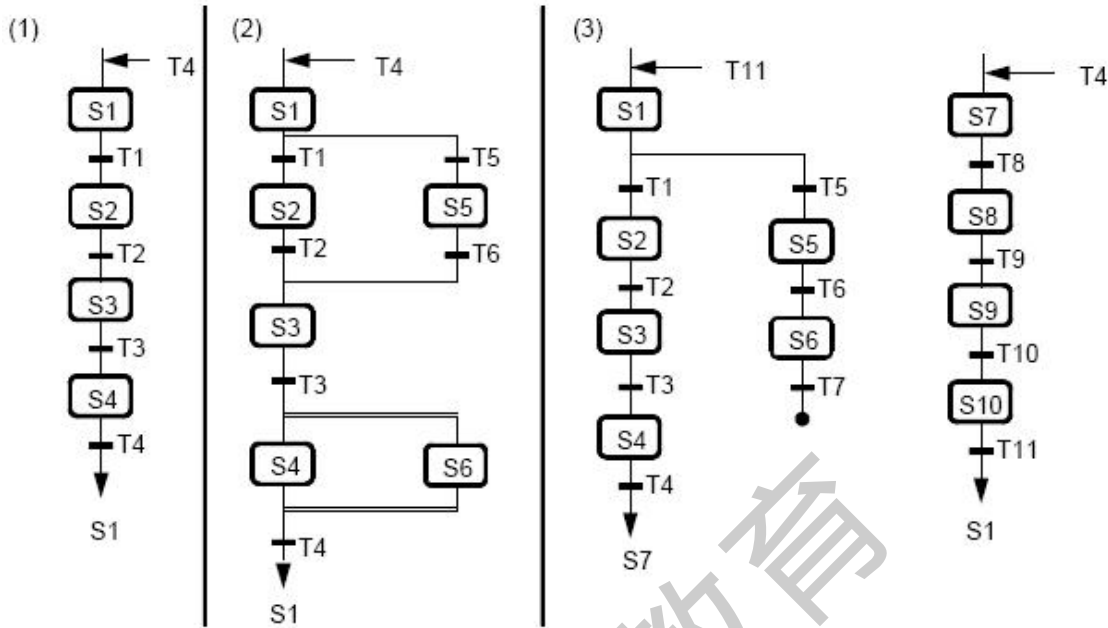 (1)
T4
S1
T1
S2
T2
S3
T3
S4
T4
S1
(2)
T4
S1
T1
T5
S2
S5
T2
T6
S3
T3
S4
S6
T4
S1
(3)
T11
S1
T1
T5
S2
S5
T2
T6
S3
S6
T3
T7
S4
T4
S7
T4
S7
T8
S8
T9
S9
T10
S10
T11
S1
教育